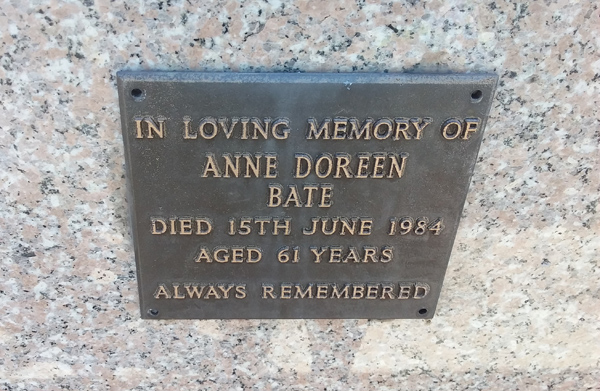 IN LOVING MEMORY OF
ANNE DOREEN
BATE
DIED 15TH JUNE 1984
AGED 61 YEARS
ALWAYS REMEMBERED